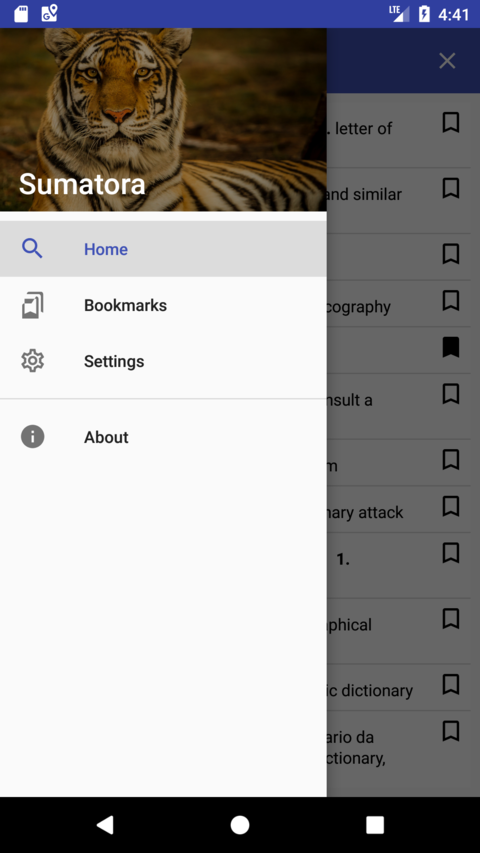 LTE 4:41
. letter of
Sumatora
and similar
Home
Bookmarks
cography
Settings
nsult a
About
m
nary attack
1.
phical
ic dictionary
ario da
ctionary,